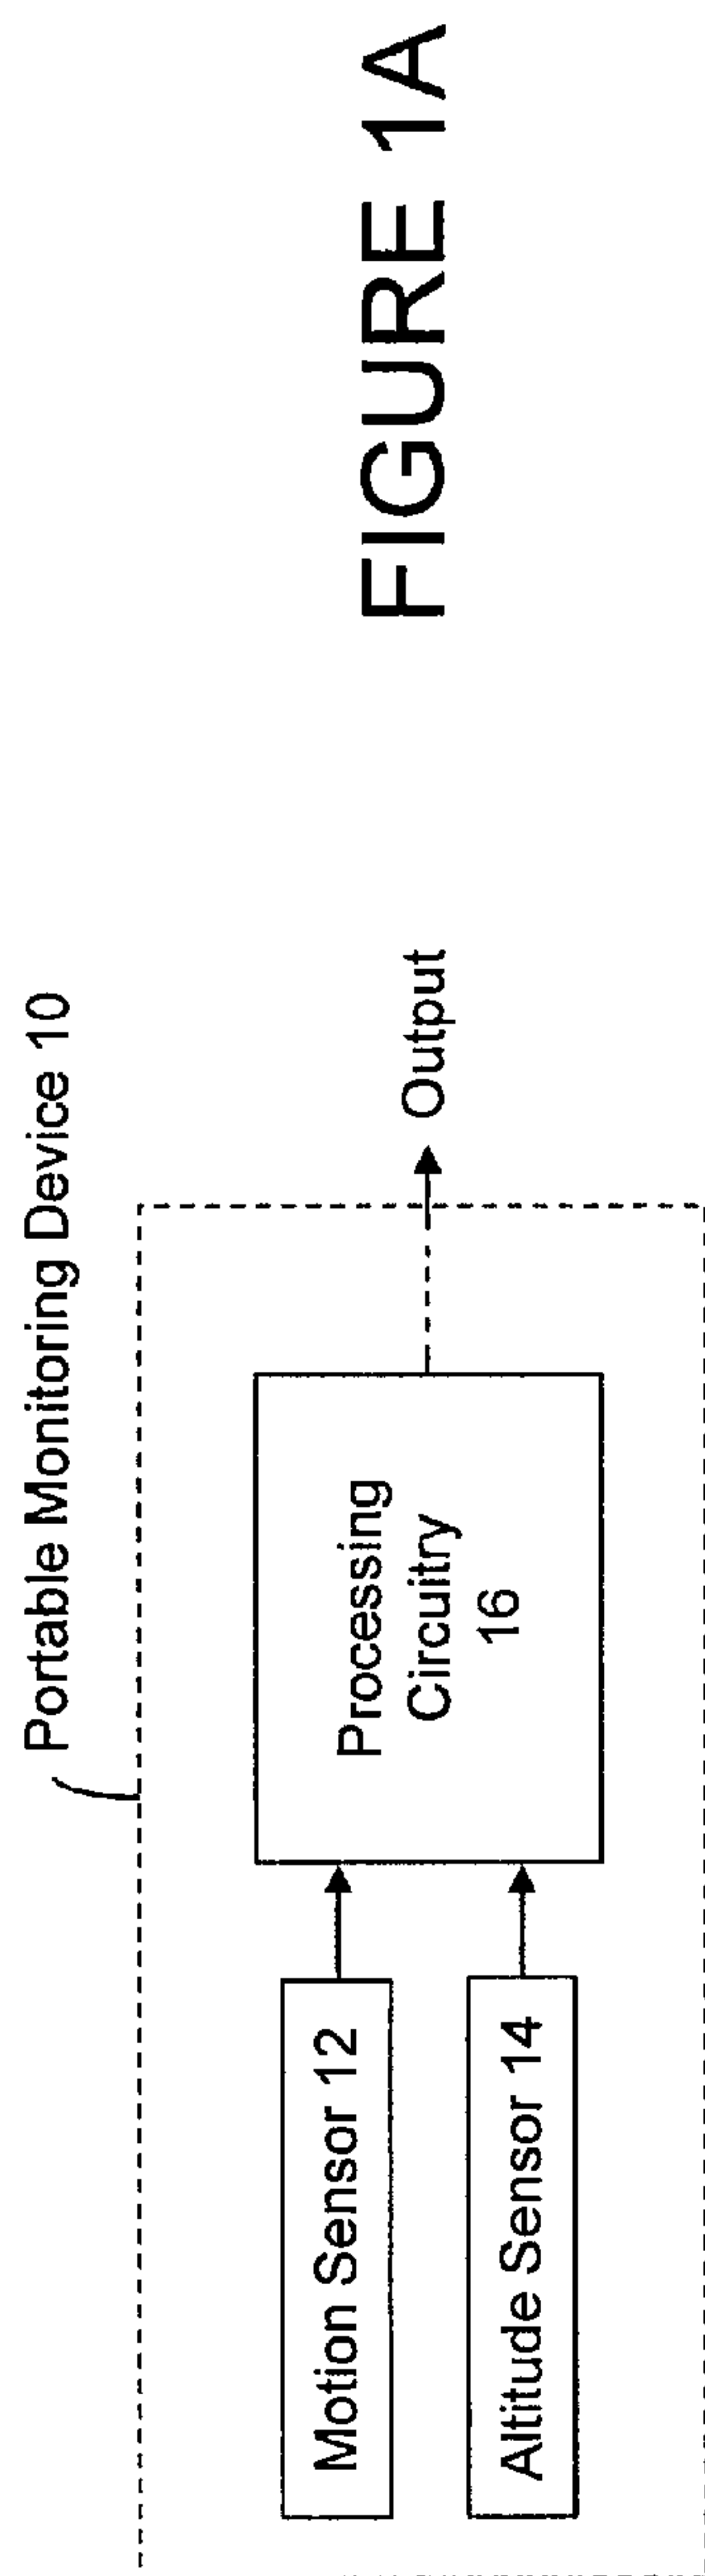 Portable Monitoring Device 10
Motion Sensor 12
Altitude Sensor 14
Processing
Circuitry
16
Output
FIGURE 1A